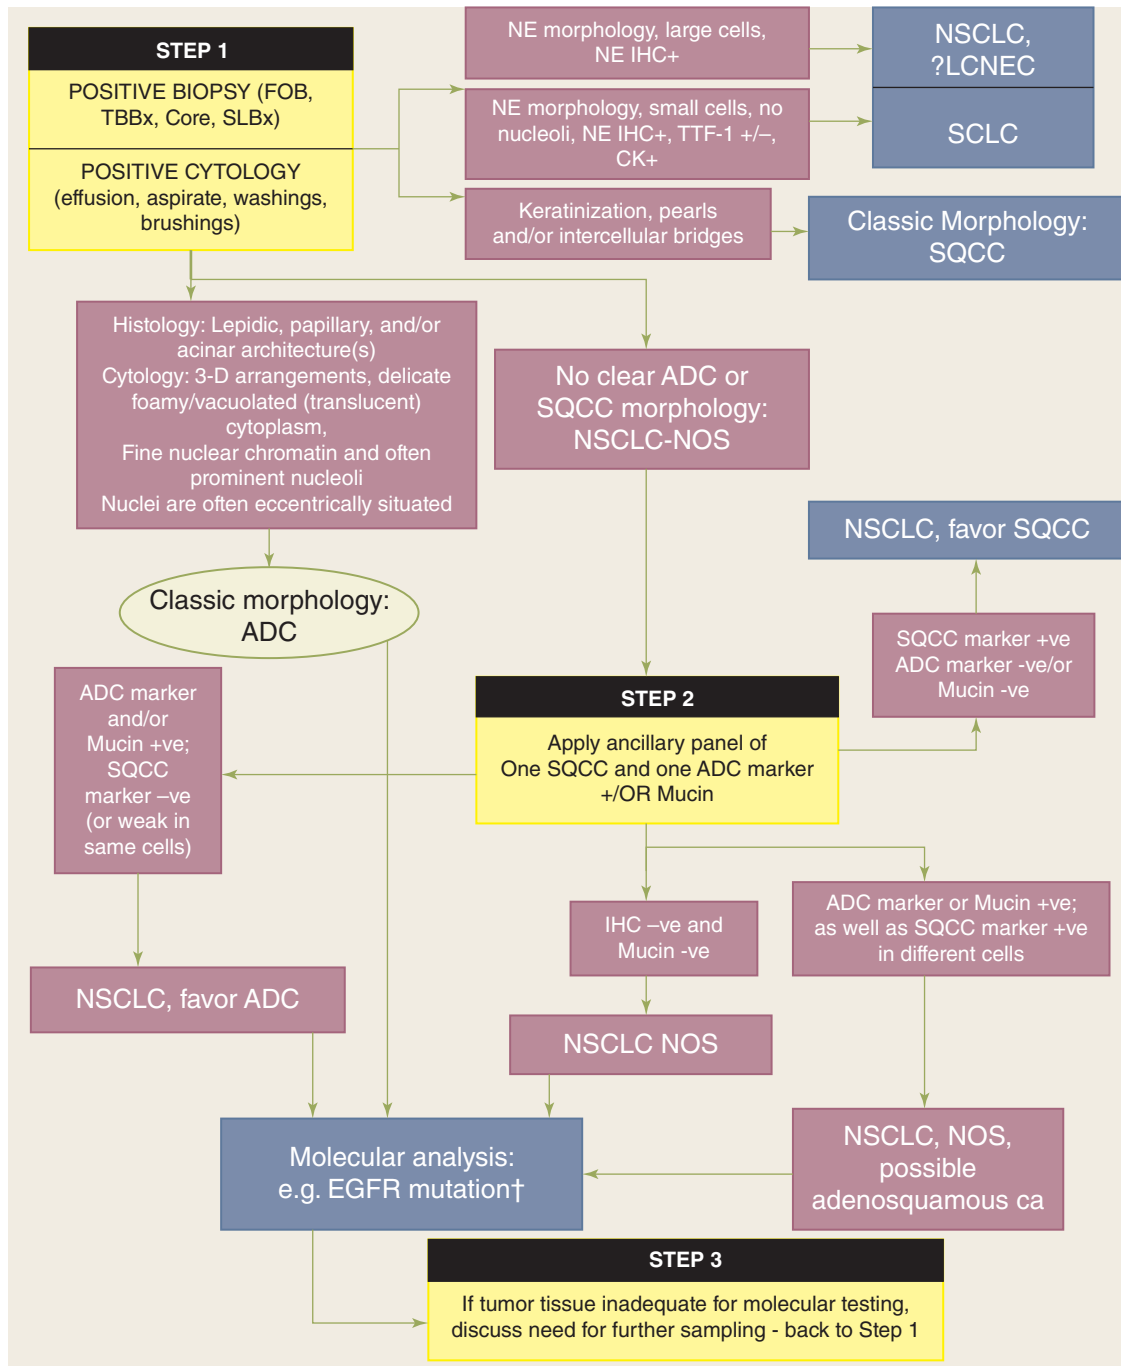 STEP 1
POSITIVE BIOPSY (FOB,
TBBx, Core, SLBx)
POSITIVE CYTOLOGY
(effusion, aspirate, washings,
brushings)
NE morphology, large cells,
NE IHC+
NSCLC,
?LCNEC
NE morphology, small cells, no
nucleoli, NE IHC+, TTF-1 +/–,
CK+
SCLC
Keratinization, pearls
and/or intercellular bridges
Classic Morphology:
SQCC
Histology: Lepidic, papillary, and/or
acinar architecture(s)
Cytology: 3-D arrangements, delicate
foamy/vacuolated (translucent)
cytoplasm,
Fine nuclear chromatin and often
prominent nucleoli
Nuclei are often eccentrically situated
No clear ADC or
SQCC morphology:
NSCLC-NOS
Classic morphology:
ADC
NSCLC, favor SQCC
SQCC marker +ve
ADC marker -ve/or
Mucin -ve
STEP 2
Apply ancillary panel of
One SQCC and one ADC marker
+/OR Mucin
ADC marker
and/or
Mucin +ve;
SQCC
marker –ve
(or weak in
same cells)
IHC –ve and
Mucin -ve
ADC marker or Mucin +ve;
as well as SQCC marker +ve
in different cells
NSCLC, favor ADC
NSCLC NOS
NSCLC, NOS,
possible
adenosquamous ca
Molecular analysis:
e.g. EGFR mutation†
STEP 3
If tumor tissue inadequate for molecular testing,
discuss need for further sampling - back to Step 1